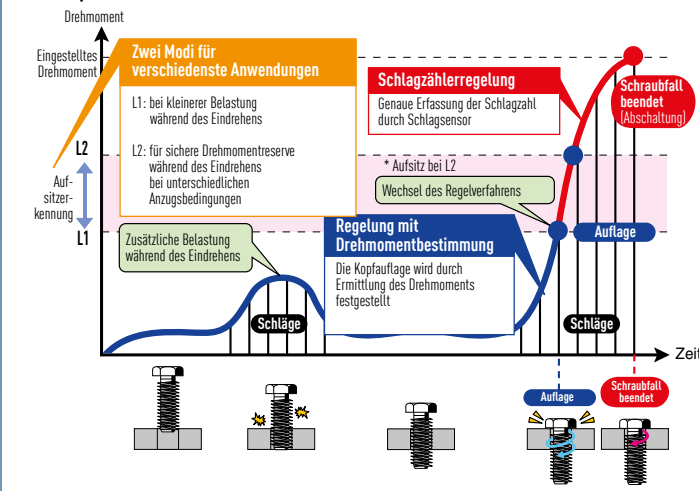 Drehmoment
Eingestelltes
Drehmoment
Zwei Modi für
verschiedenste Anwendungen
L1: bei kleinerer Belastung
während des Eindrehens
L2: für sichere Drehmomentreserve
während des Eindrehens
bei unterschiedlichen
Anzugsbedingungen
Schlagzählerregelung
Genaue Erfassung der Schlagzahl
durch Schlagsensor
Schraubfall
beendet
(Abschaltung)
L2
Auf-
sitzer-
kennung
L1
* Aufsitz bei L2
Wechsel des Regelverfahrens
Zusätzliche Belastung
während des Eindrehens
Regelung mit
Drehmomentbestimmung
Die Kopfauflage wird durch
Ermittlung des Drehmoments
festgestellt
Auflage
Schläge
Schläge
Zeit
Auflage
Schraubfall
beendet